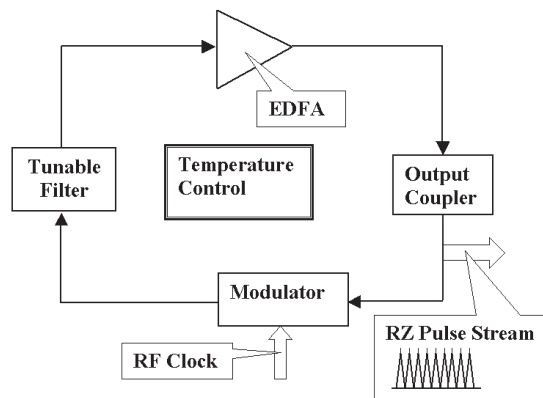 EDFA
Tunable
Filter
Temperature
Control
Output
Coupler
Modulator
RF Clock
RZ Pulse Stream